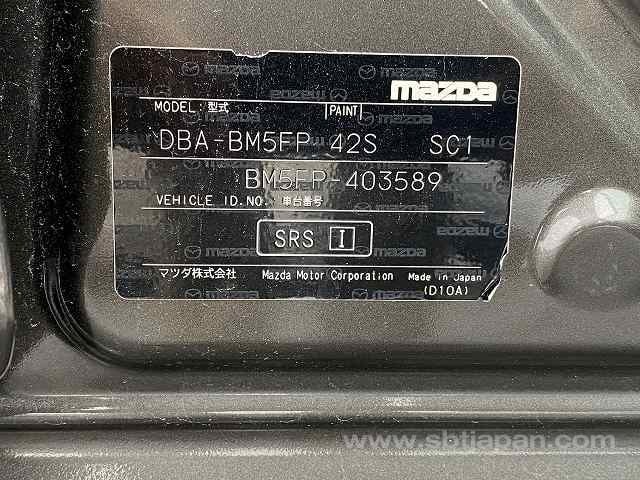 mazda
MODEL: 型式 PAINT
DBA-BM5FP 42S SC1
BM5FP-403589
VEHICLE ID.NO. 車台番号
SRS I
マツダ株式会社 Mazda Motor Corporation Made in Japan
(D10A)
www.sbtjapan.com